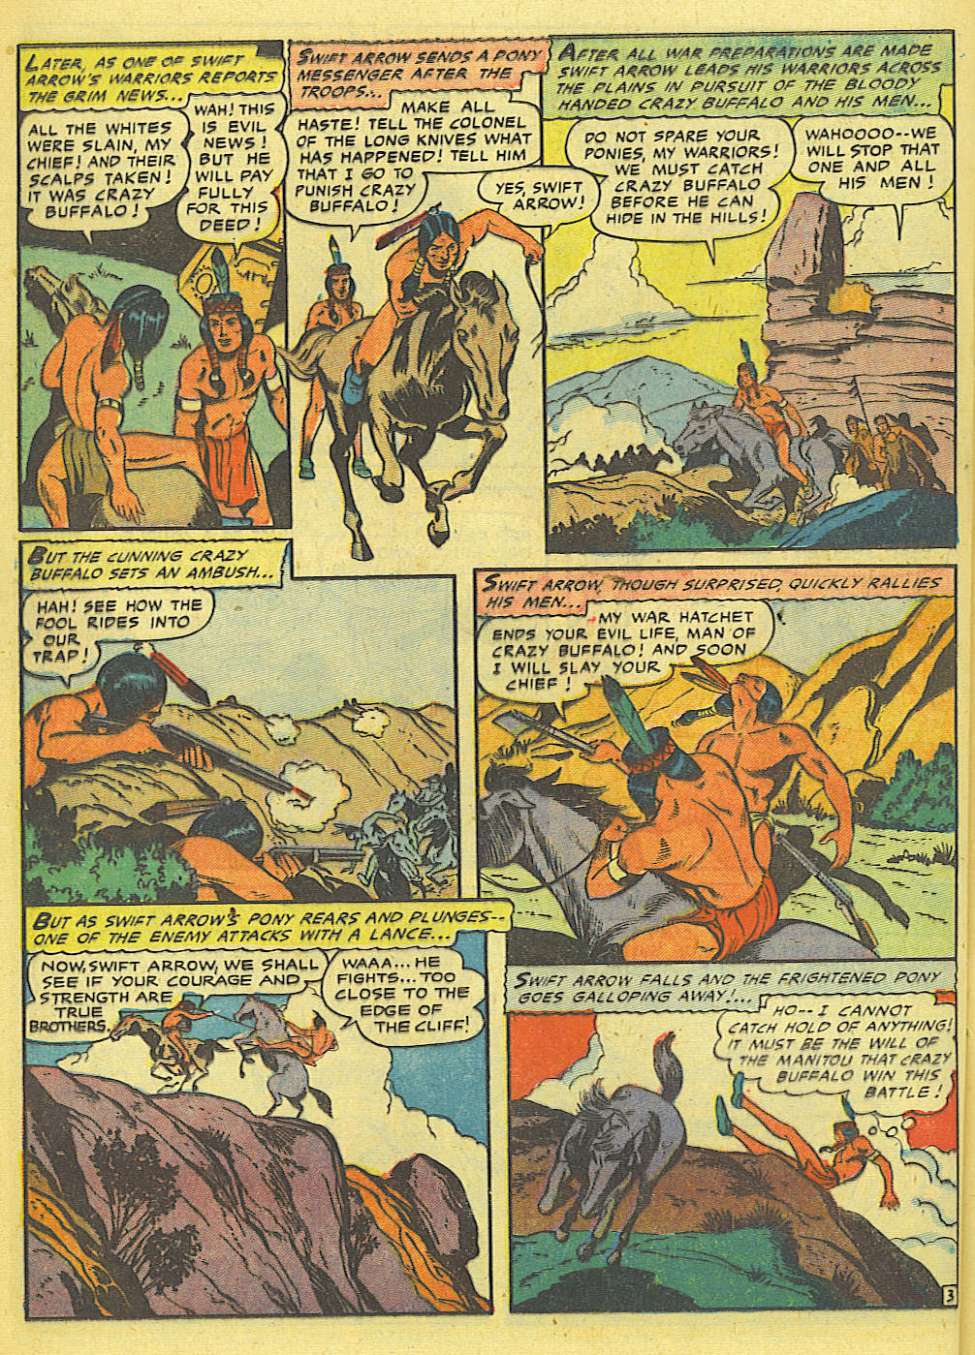 LATER, AS ONE OF SWIFT
ARROW'S WARRIORS REPORTS
THE GRIM NEWS...
ALL THE WHITES
WERE SLAIN, MY
CHIEF! AND THEIR
SCALPS TAKEN!
IT WAS CRAZY
BUFFALO!
WAH! THIS
IS EVIL
NEWS!
BUT HE
WILL PAY
FULLY
FOR THIS
DEED!
SWIFT ARROW SENDS A PONY
MESSENGER AFTER THE
TROOPS...
MAKE ALL
HASTE! TELL THE COLONEL
OF THE LONG KNIVES WHAT
HAS HAPPENED! TELL HIM
THAT I GO TO
PUNISH CRAZY
BUFFALO!
YES, SWIFT
ARROW!
AFTER ALL WAR PREPARATIONS ARE MADE
SWIFT ARROW LEADS HIS WARRIORS ACROSS
THE PLAINS IN PURSUIT OF THE BLOODY
HANDED CRAZY BUFFALO AND HIS MEN...
DO NOT SPARE YOUR
PONIES, MY WARRIORS!
WE MUST CATCH
CRAZY BUFFALO
BEFORE HE CAN
HIDE IN THE HILLS!
WAHOOOO--WE
WILL STOP THAT
ONE AND ALL
HIS MEN!
BUT THE CUNNING CRAZY
BUFFALO SETS AN AMBUSH...
HAH! SEE HOW THE
FOOL RIDES INTO
OUR
TRAP!
SWIFT ARROW, THOUGH SURPRISED, QUICKLY RALLIES
HIS MEN...
MY WAR HATCHET
ENDS YOUR EVIL LIFE, MAN OF
CRAZY BUFFALO! AND SOON
I WILL SLAY YOUR
CHIEF!
BUT AS SWIFT ARROW'S PONY REARS AND PLUNGES--
ONE OF THE ENEMY ATTACKS WITH A LANCE...
NOW, SWIFT ARROW, WE SHALL
SEE IF YOUR COURAGE AND
STRENGTH ARE
TRUE
BROTHERS.
WAAA... HE
FIGHTS... TOO
CLOSE TO THE
EDGE OF
THE CLIFF!
SWIFT ARROW FALLS AND THE FRIGHTENED PONY
GOES GALLOPING AWAY!...
HO-- I CANNOT
CATCH HOLD OF ANYTHING!
IT MUST BE THE WILL OF
THE MANITOU THAT CRAZY
BUFFALO WIN THIS
BATTLE!
3